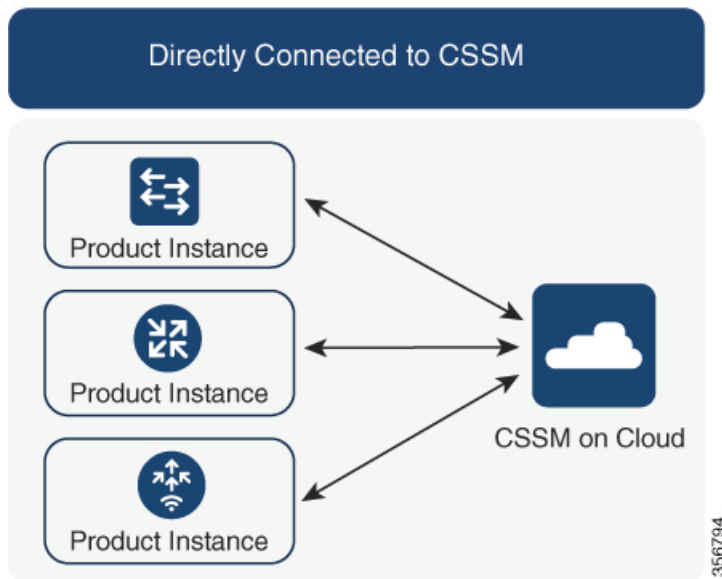 Directly Connected to CSSM
Product Instance
Product Instance
CSSM on Cloud
Product Instance
356794